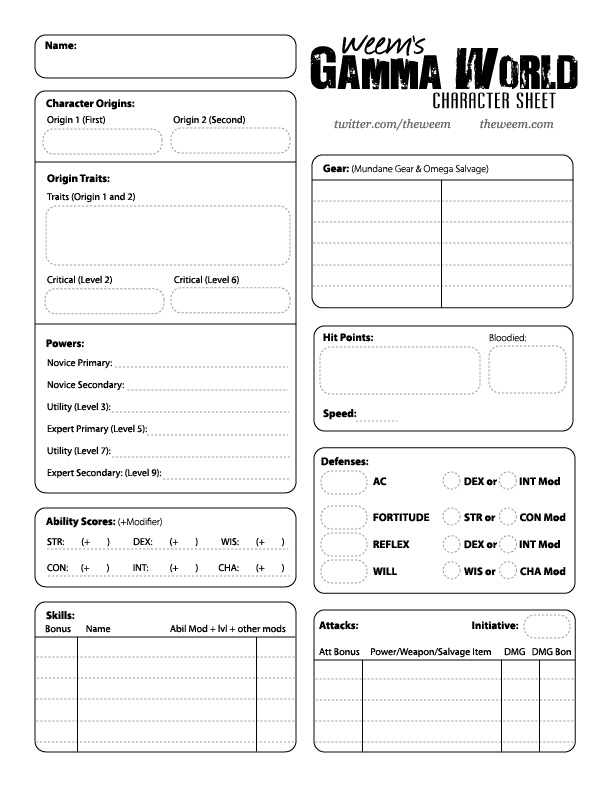 Name:
Weem's
GAMMA WORLD
CHARACTER SHEET
twitter.com/theweem theweem.com
Character Origins:
Origin 1 (First) Origin 2 (Second)
Origin Traits:
Traits (Origin 1 and 2)
Critical (Level 2) Critical (Level 6)
Powers:
Novice Primary:
Novice Secondary:
Utility (Level 3):
Expert Primary (Level 5):
Utility (Level 7):
Expert Secondary: (Level 9):
Ability Scores: (+Modifier)
STR: (+ ) DEX: (+ ) WIS: (+ )
CON: (+ ) INT: (+ ) CHA: (+ )
Skills:
Bonus Name Abil Mod + lvl + other mods
Gear: (Mundane Gear & Omega Salvage)
Hit Points: Bloodied:
Speed:
Defenses:
AC DEX or INT Mod
FORTITUDE STR or CON Mod
REFLEX DEX or INT Mod
WILL WIS or CHA Mod
Attacks: Initiative:
Att Bonus Power/Weapon/Salvage Item DMG DMG Bon